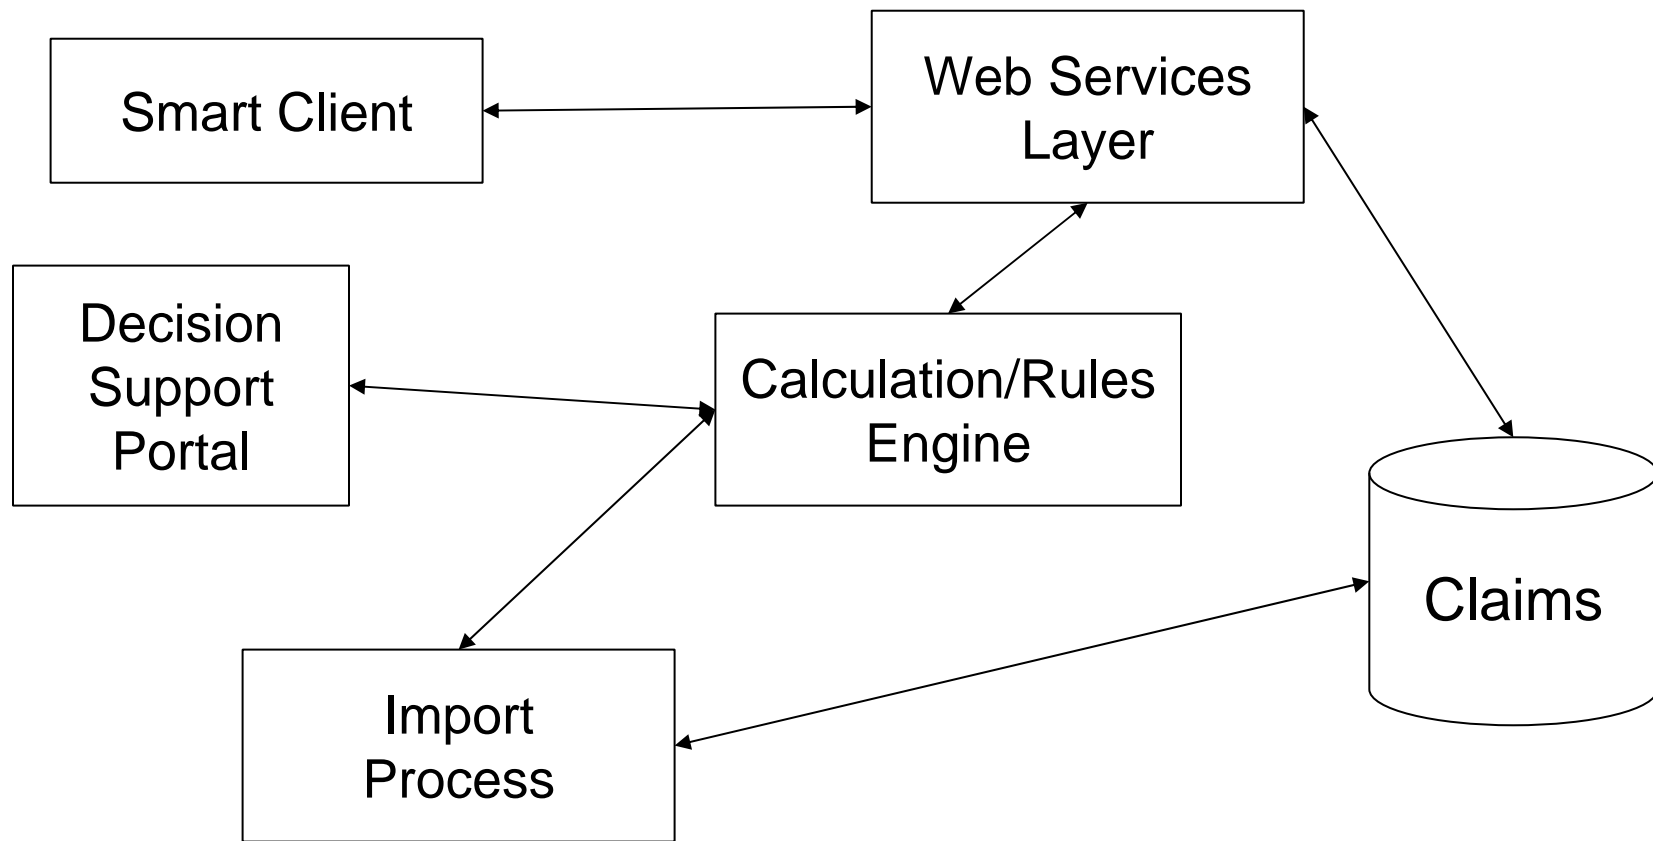 Smart Client
Web Services
Layer
Decision
Support
Portal
Calculation/Rules
Engine
Claims
Import
Process